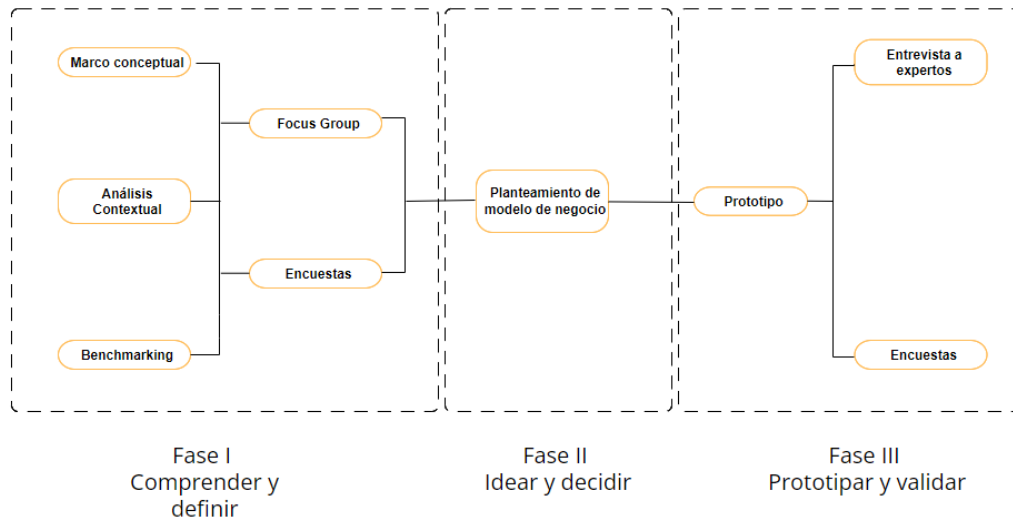 Marco conceptual
Análisis
Contextual
Benchmarking
Focus Group
Encuestas
Planteamiento de
modelo de negocio
Prototipo
Entrevista a
expertos
Encuestas
Fase I
Comprender y
definir
Fase II
Idear y decidir
Fase III
Prototipar y validar